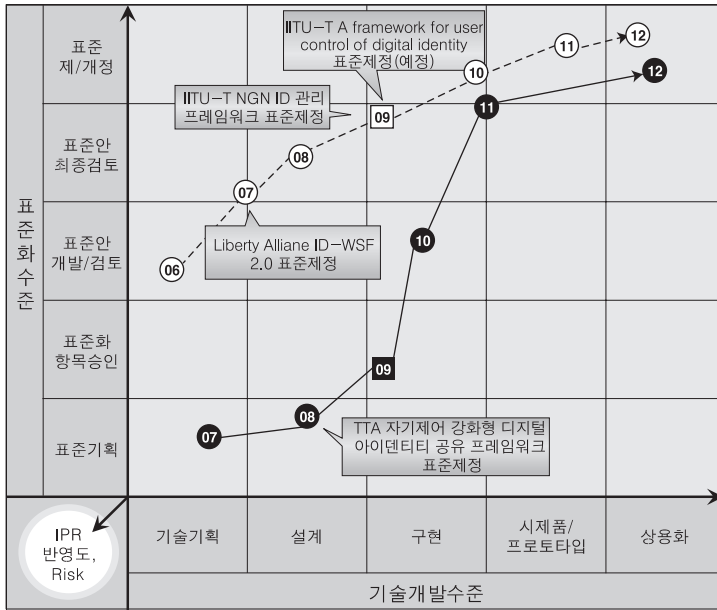 표준
제/개정
표준안
최종검토
표준안
개발/검토
표준화
항목승인
표준기획
표준화수준
IITU-T A framework for user
control of digital identity
표준제정(예정)
IITU-T NGN ID 관리
프레임워크 표준제정
Liberty Alliane ID-WSF
2.0 표준제정
TTA 자기제어 강화형 디지털
아이덴티티 공유 프레임워크
표준제정
06
07
08
09
10
11
12
07
08
09
10
11
12
IPR
반영도,
Risk
기술기획
설계
구현
시제품/
프로토타입
상용화
기술개발수준